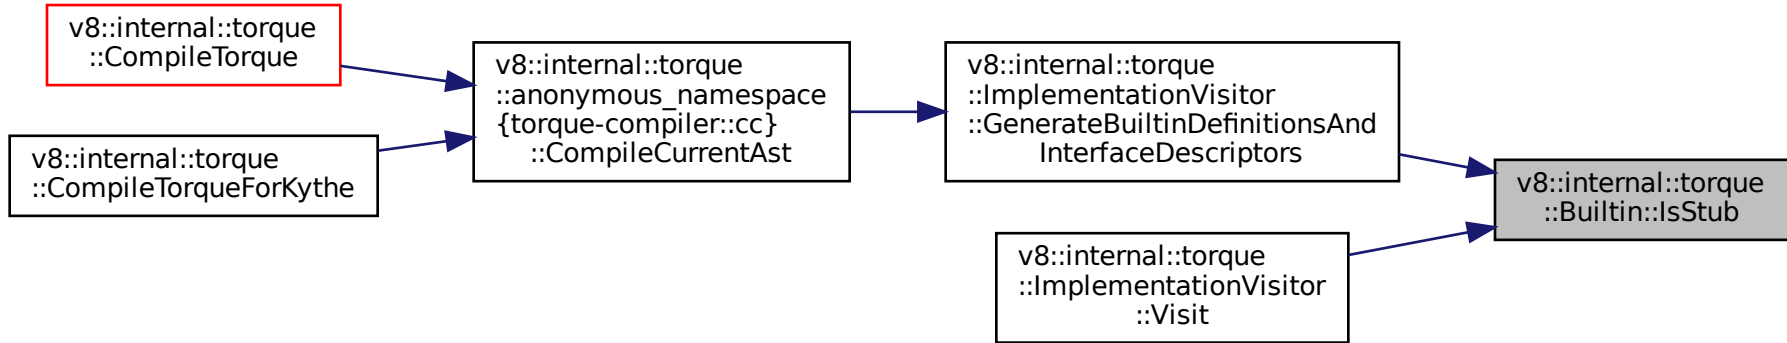 v8::internal::torque
::CompileTorque
v8::internal::torque
::CompileTorqueForKythe
v8::internal::torque
::anonymous_namespace
{torque-compiler::cc}
::CompileCurrentAst
v8::internal::torque
::ImplementationVisitor
::GenerateBuiltinDefinitionsAnd
InterfaceDescriptors
v8::internal::torque
::ImplementationVisitor
::Visit
v8::internal::torque
::Builtin::IsStub